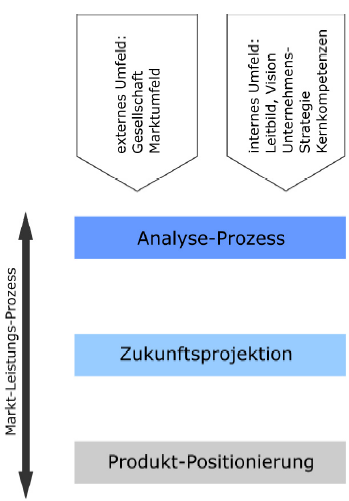 externes Umfeld:
Gesellschaft
Marktumfeld
internes Umfeld:
Leitbild, Vision
Unternehmens-
Strategie
Kernkompetenzen
Markt-Leistungs-Prozess
Analyse-Prozess
Zukunftsprojektion
Produkt-Positionierung